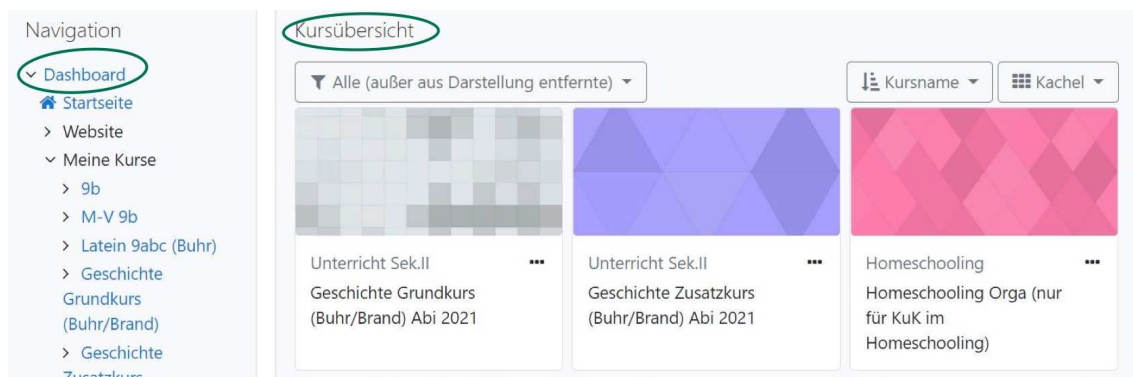 Navigation
Dashboard
Startseite
Website
Meine Kurse
9b
M-V 9b
Latein 9abc (Buhr)
Geschichte
Grundkurs
(Buhr/Brand)
Geschichte
Zusatzkurs
Kursübersicht
Alle (außer aus Darstellung entfernte)
Kursname
Kachel
Unterricht Sek.II
Geschichte Grundkurs
(Buhr/Brand) Abi 2021
Unterricht Sek.II
Geschichte Zusatzkurs
(Buhr/Brand) Abi 2021
Homeschooling
Homeschooling Orga (nur
für KuK im
Homeschooling)